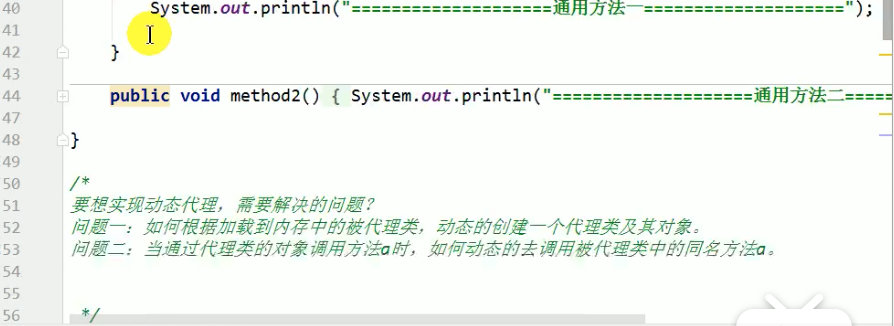 40 System.out.println("====================通用方法一====================");
41
42 }
43
44 public void method2() { System.out.println("====================通用方法二=====
47
48 }
49
50 /*
51 要想实现动态代理，需要解决的问题？
52 问题一：如何根据加载到内存中的被代理类，动态的创建一个代理类及其对象。
53 问题二：当通过代理类的对象调用方法a时，如何动态的去调用被代理类中的同名方法a。
54
55
56 */